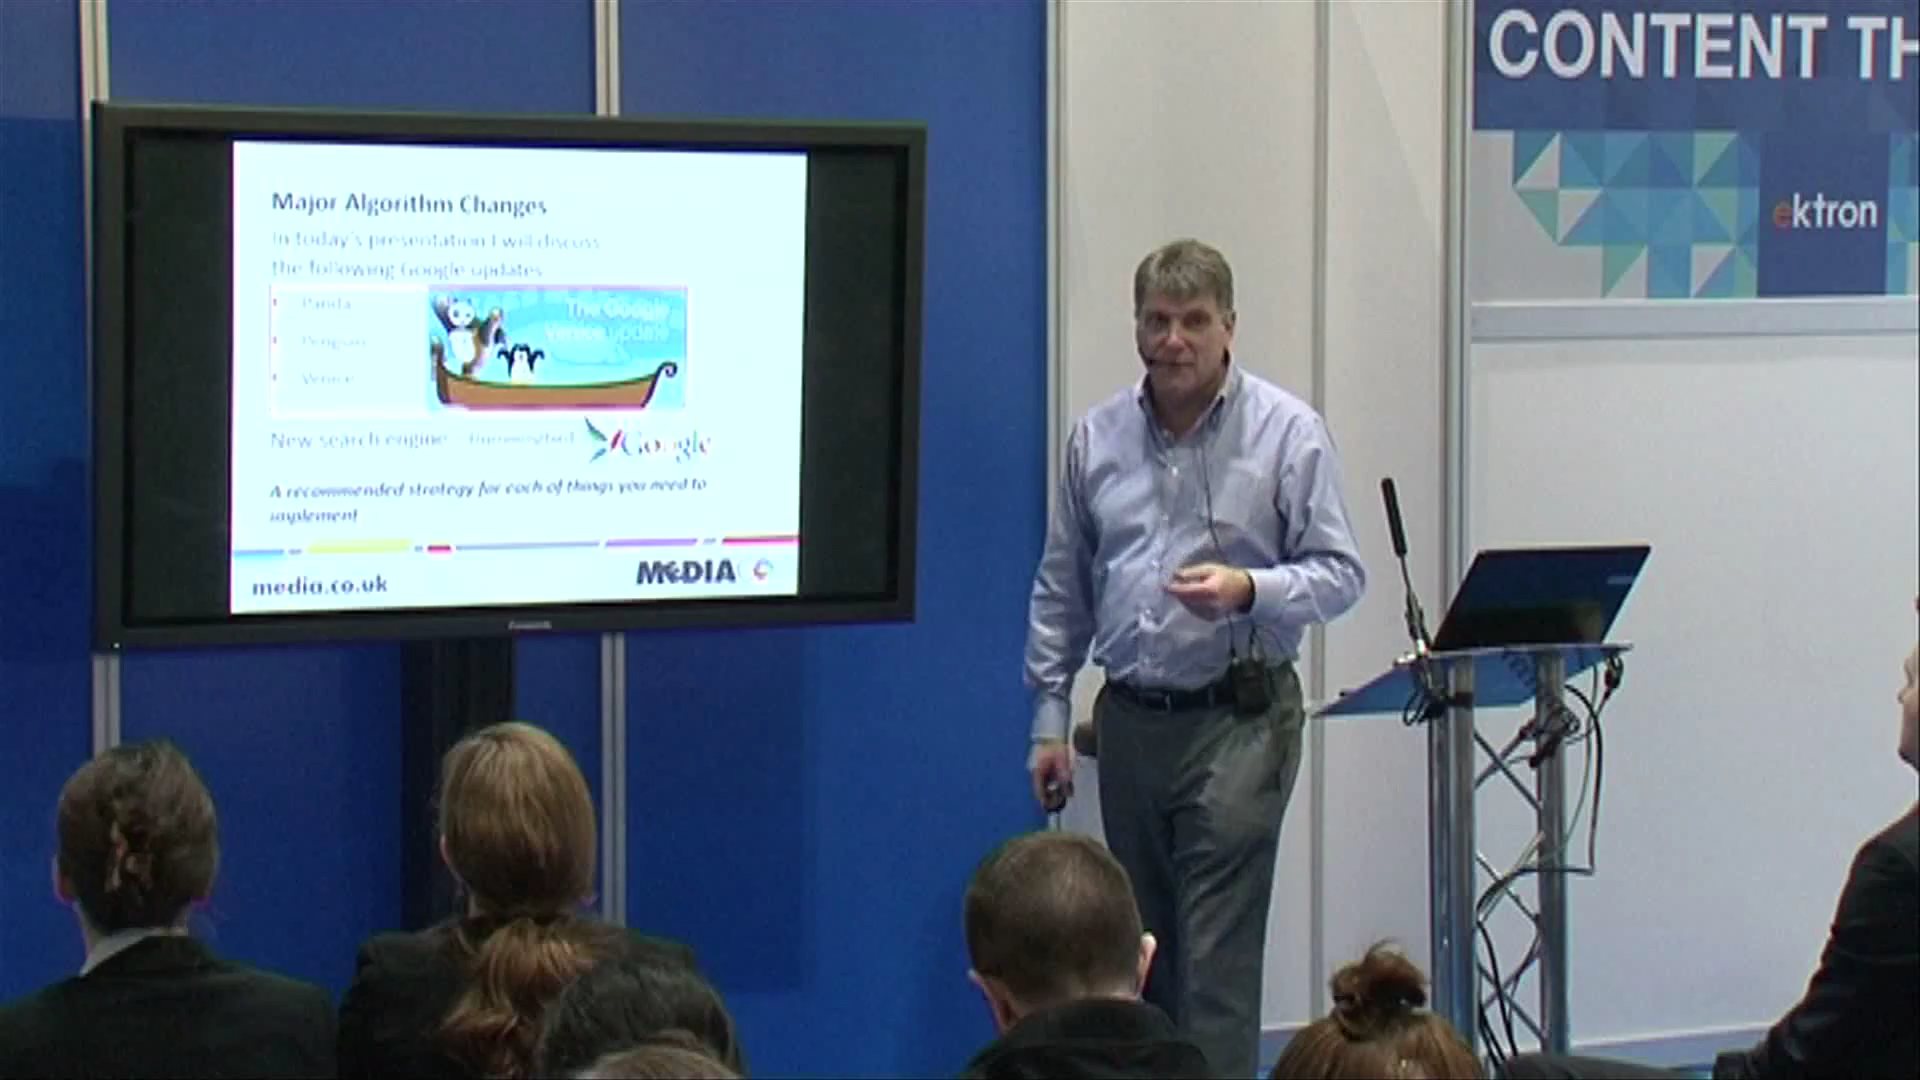 CONTENT TH
ektron
Major Algorithm Changes
In today's presentation I will discuss
the following Google updates
Panda
Penguin
Venice
The Google
Venice update
New search engine - Hummingbird
Google
A recommended strategy for each of things you need to
implement
media.co.uk
MEDIA